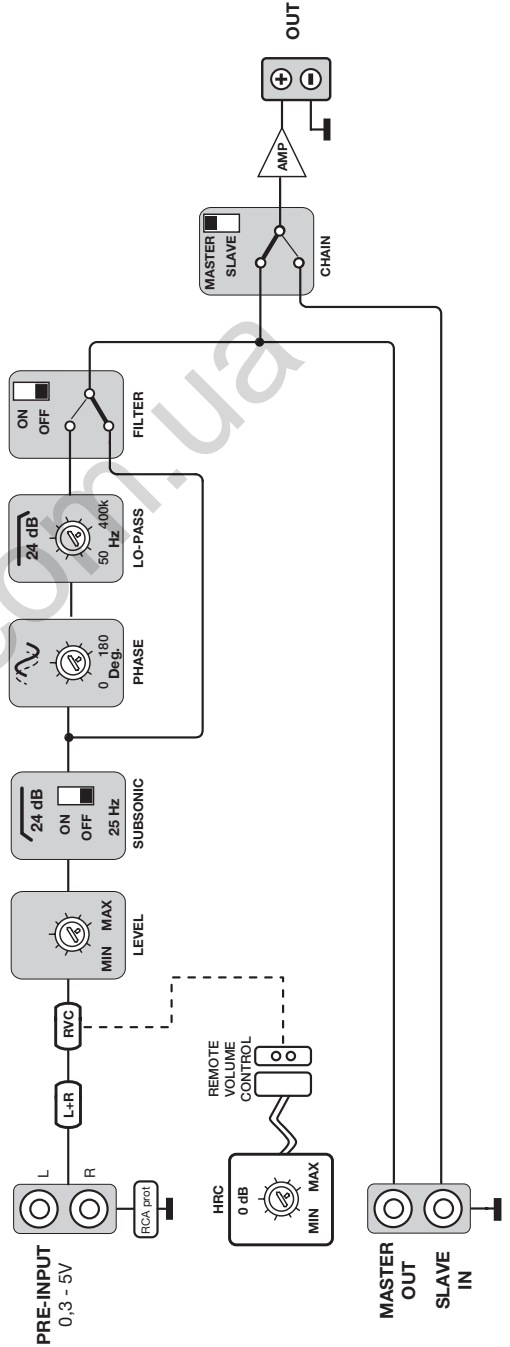 PRE-INPUT
0,3 - 5V
L
R
RCA prot
L+R
RVC
MIN MAX
LEVEL
24 dB
ON
OFF
25 Hz
SUBSONIC
0 180
Deg.
PHASE
24 dB
50 400k
Hz
LO-PASS
ON
OFF
FILTER
MASTER
SLAVE
CHAIN
AMP
OUT
HRC
0 dB
MIN MAX
REMOTE
VOLUME
CONTROL
MASTER
OUT
SLAVE
IN
com.ua